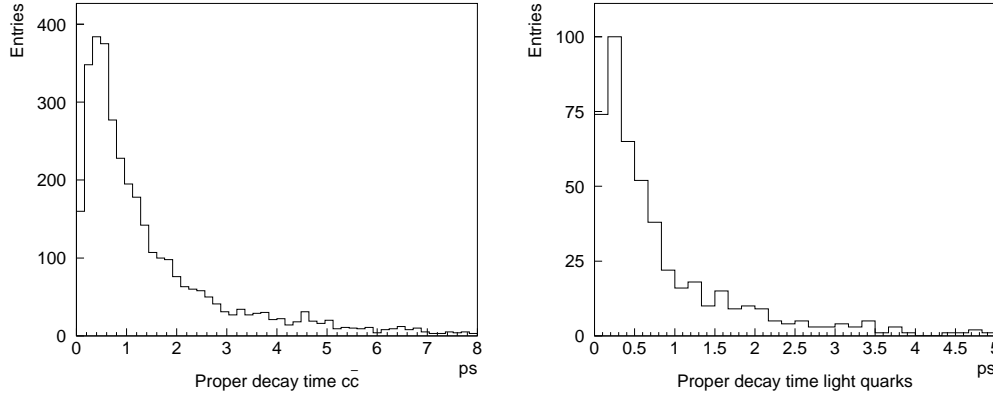 Entries
400
300
200
100
0
0 1 2 3 4 5 6 7 8
ps
Proper decay time cc̄
Entries
100
75
50
25
0
0 0.5 1 1.5 2 2.5 3 3.5 4 4.5 5
ps
Proper decay time light quarks